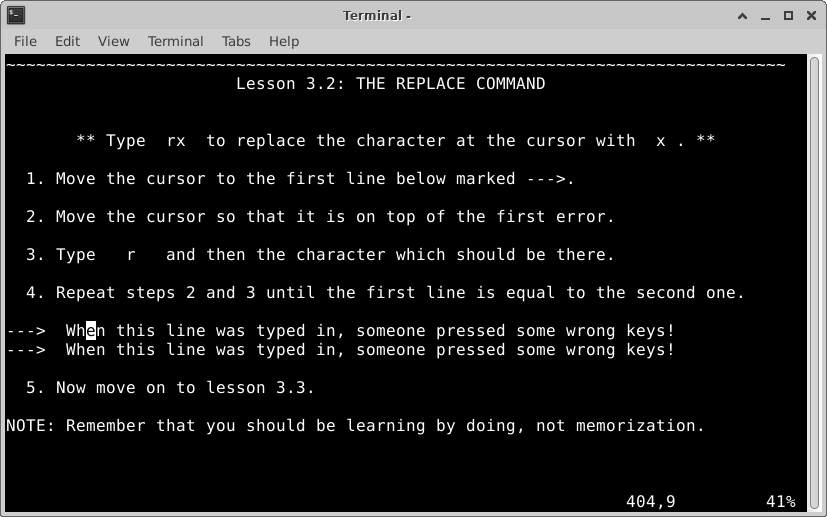 Terminal -
File Edit View Terminal Tabs Help
~~~~~~~~~~~~~~~~~~~~~~~~~~~~~~~~~~~~~~~~~~~~~~~~~~~~~~~~~~~~~~~~~~~~~~~~~~~~~~
Lesson 3.2: THE REPLACE COMMAND
** Type  rx  to replace the character at the cursor with  x . **
1. Move the cursor to the first line below marked --->.
2. Move the cursor so that it is on top of the first error.
3. Type   r   and then the character which should be there.
4. Repeat steps 2 and 3 until the first line is equal to the second one.
--->  When this line was typed in, someone pressed some wrong keys!
--->  When this line was typed in, someone pressed some wrong keys!
5. Now move on to lesson 3.3.
NOTE: Remember that you should be learning by doing, not memorization.
404,9 41%